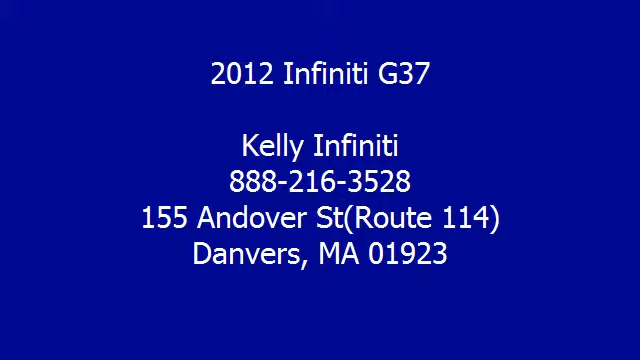 2012 Infiniti G37
Kelly Infiniti
888-216-3528
155 Andover St(Route 114)
Danvers, MA 01923